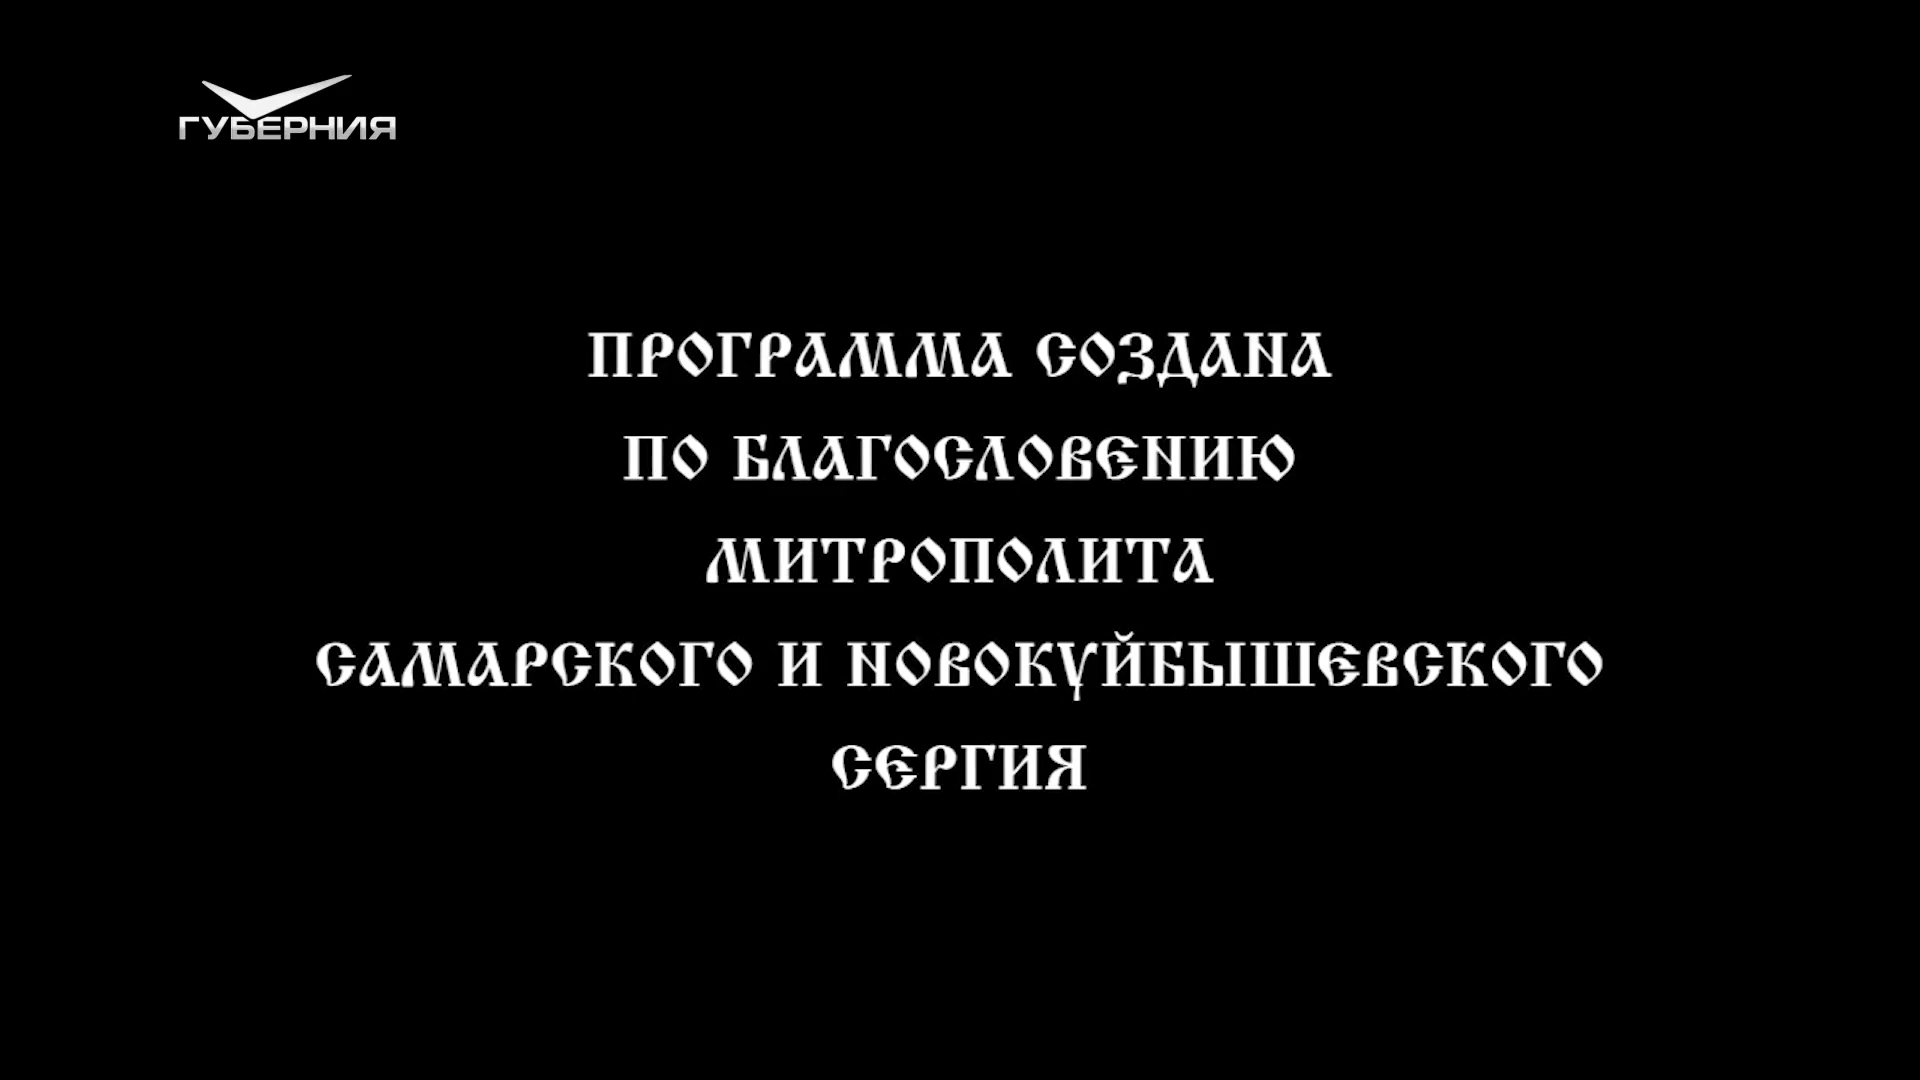 ГУБЕРНИЯ
ПРОГРАММА СОЗДАНА
ПО БЛАГОСЛОВЕНИЮ
МИТРОПОЛИТА
САМАРСКОГО И НОВОКУЙБЫШЕВСКОГО
СЕРГИЯ